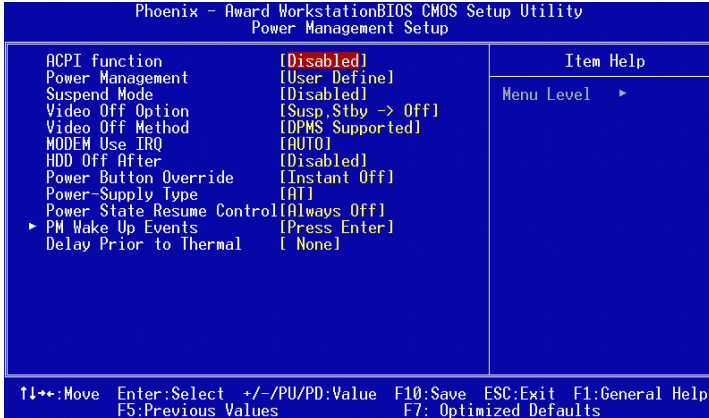 Phoenix - Award WorkstationBIOS CMOS Setup Utility
Power Management Setup
ACPI function [Disabled]
Power Management [User Define]
Suspend Mode [Disabled]
Video Off Option [Susp,Stby -> Off]
Video Off Method [DPMS Supported]
MODEM Use IRQ [AUTO]
HDD Off After [Disabled]
Power Button Override [Instant Off]
Power-Supply Type [AT]
Power State Resume Control[Always Off]
► PM Wake Up Events [Press Enter]
Delay Prior to Thermal [ None]
Item Help
Menu Level ►
↑↓→←:Move Enter:Select +/-/PU/PD:Value F10:Save ESC:Exit F1:General Help
F5:Previous Values F7: Optimized Defaults